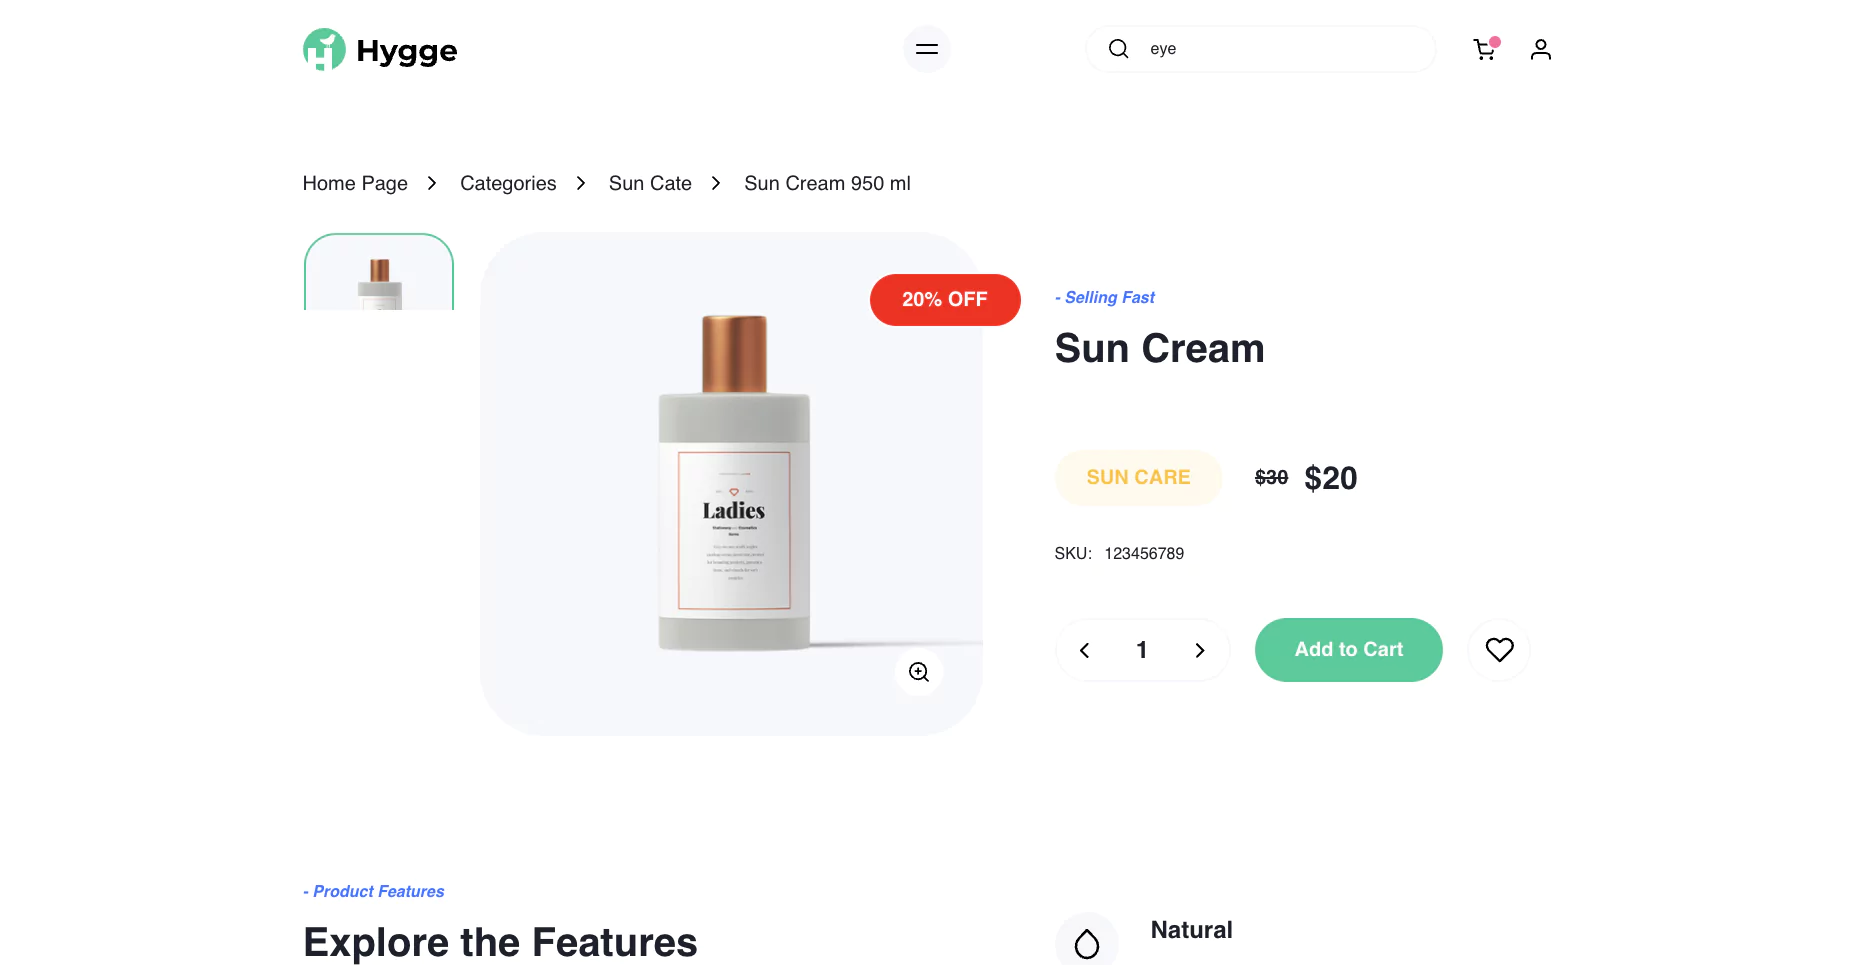 Hygge
eye
Home Page
Categories
Sun Cate
Sun Cream 950 ml
20% OFF
- Selling Fast
Sun Cream
SUN CARE
$30 $20
SKU: 123456789
1
Add to Cart
Ladies
- Product Features
Explore the Features
Natural